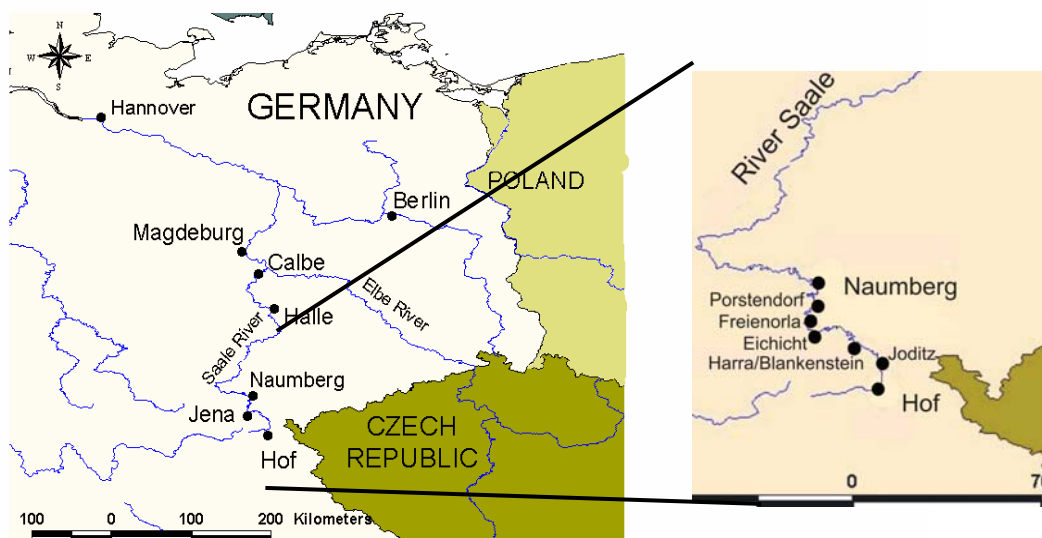 N
W E
S
Hannover
GERMANY
POLAND
Berlin
Magdeburg
Calbe
Elbe River
Halle
Saale River
Naumberg
Jena
CZECH
REPUBLIC
Hof
100 0 100 200 Kilometers
River Saale
Naumberg
Porstendorf
Freienorla
Eichicht
Harra/Blankenstein
Joditz
Hof
0 70